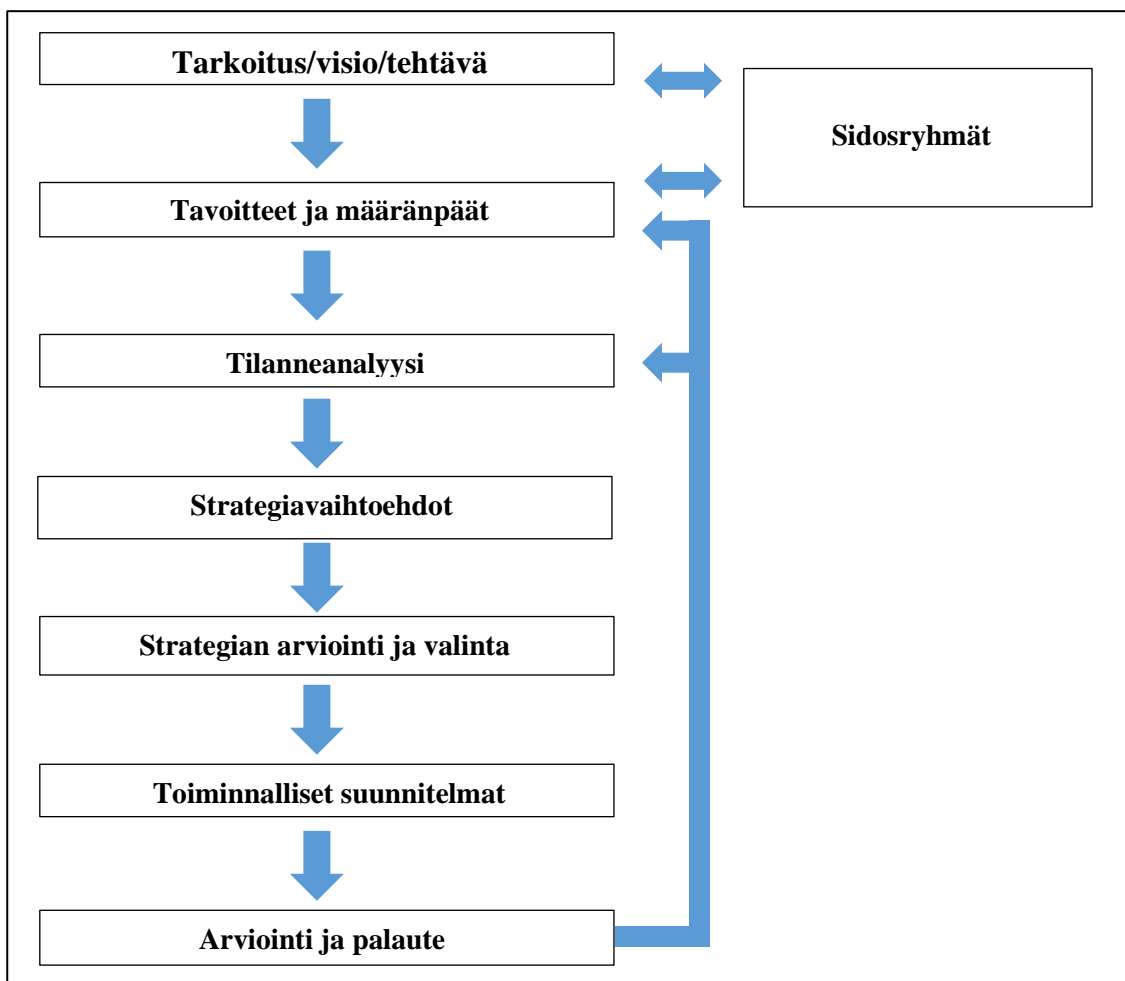 Tarkoitus/visio/tehtävä
Sidosryhmät
Tavoitteet ja määränpäät
Tilanneanalyysi
Strategiavaihtoehdot
Strategian arviointi ja valinta
Toiminnalliset suunnitelmat
Arviointi ja palaute